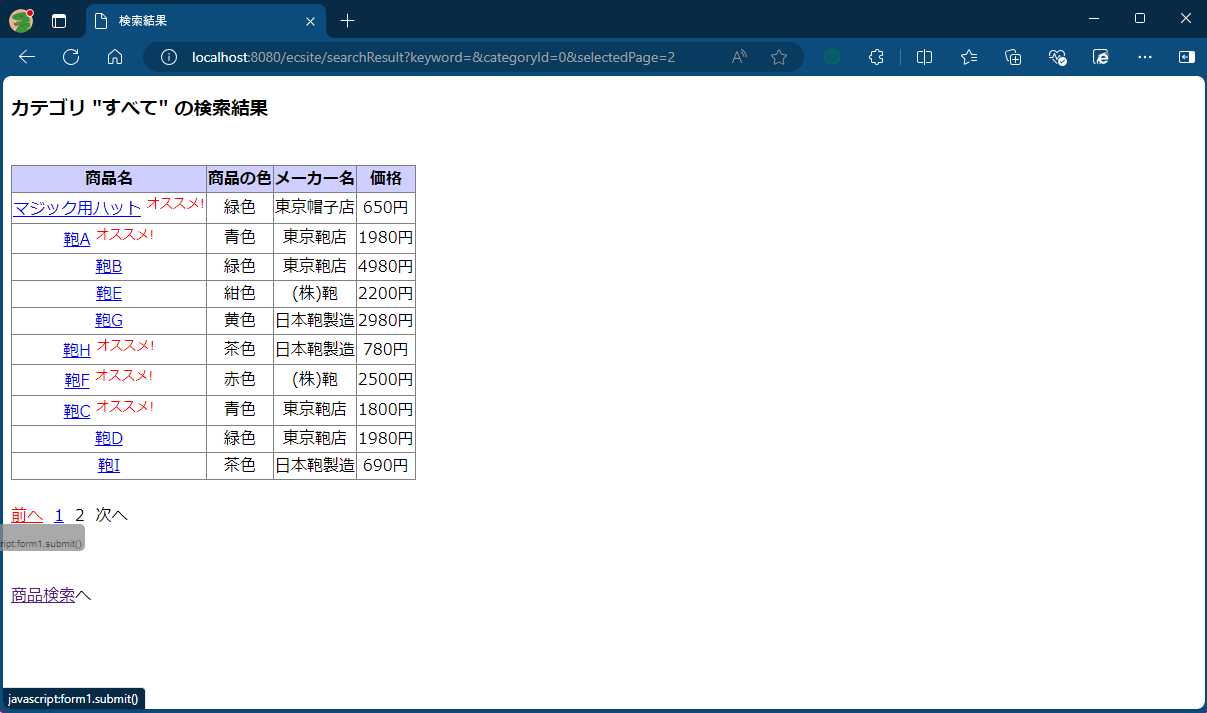 検索結果
localhost:8080/ecsite/searchResult?keyword=&categoryId=0&selectedPage=2
カテゴリ "すべて" の検索結果
商品名 商品の色 メーカー名 価格
マジック用ハット オススメ! 緑色 東京帽子店 650円
鞄A オススメ! 青色 東京鞄店 1980円
鞄B 緑色 東京鞄店 4980円
鞄E 紺色 (株)鞄 2200円
鞄G 黄色 日本鞄製造 2980円
鞄H オススメ! 茶色 日本鞄製造 780円
鞄F オススメ! 赤色 (株)鞄 2500円
鞄C オススメ! 青色 東京鞄店 1800円
鞄D 緑色 東京鞄店 1980円
鞄I 茶色 日本鞄製造 690円
前へ 1 2 次へ
ript:form1.submit()
商品検索へ
javascript:form1.submit()